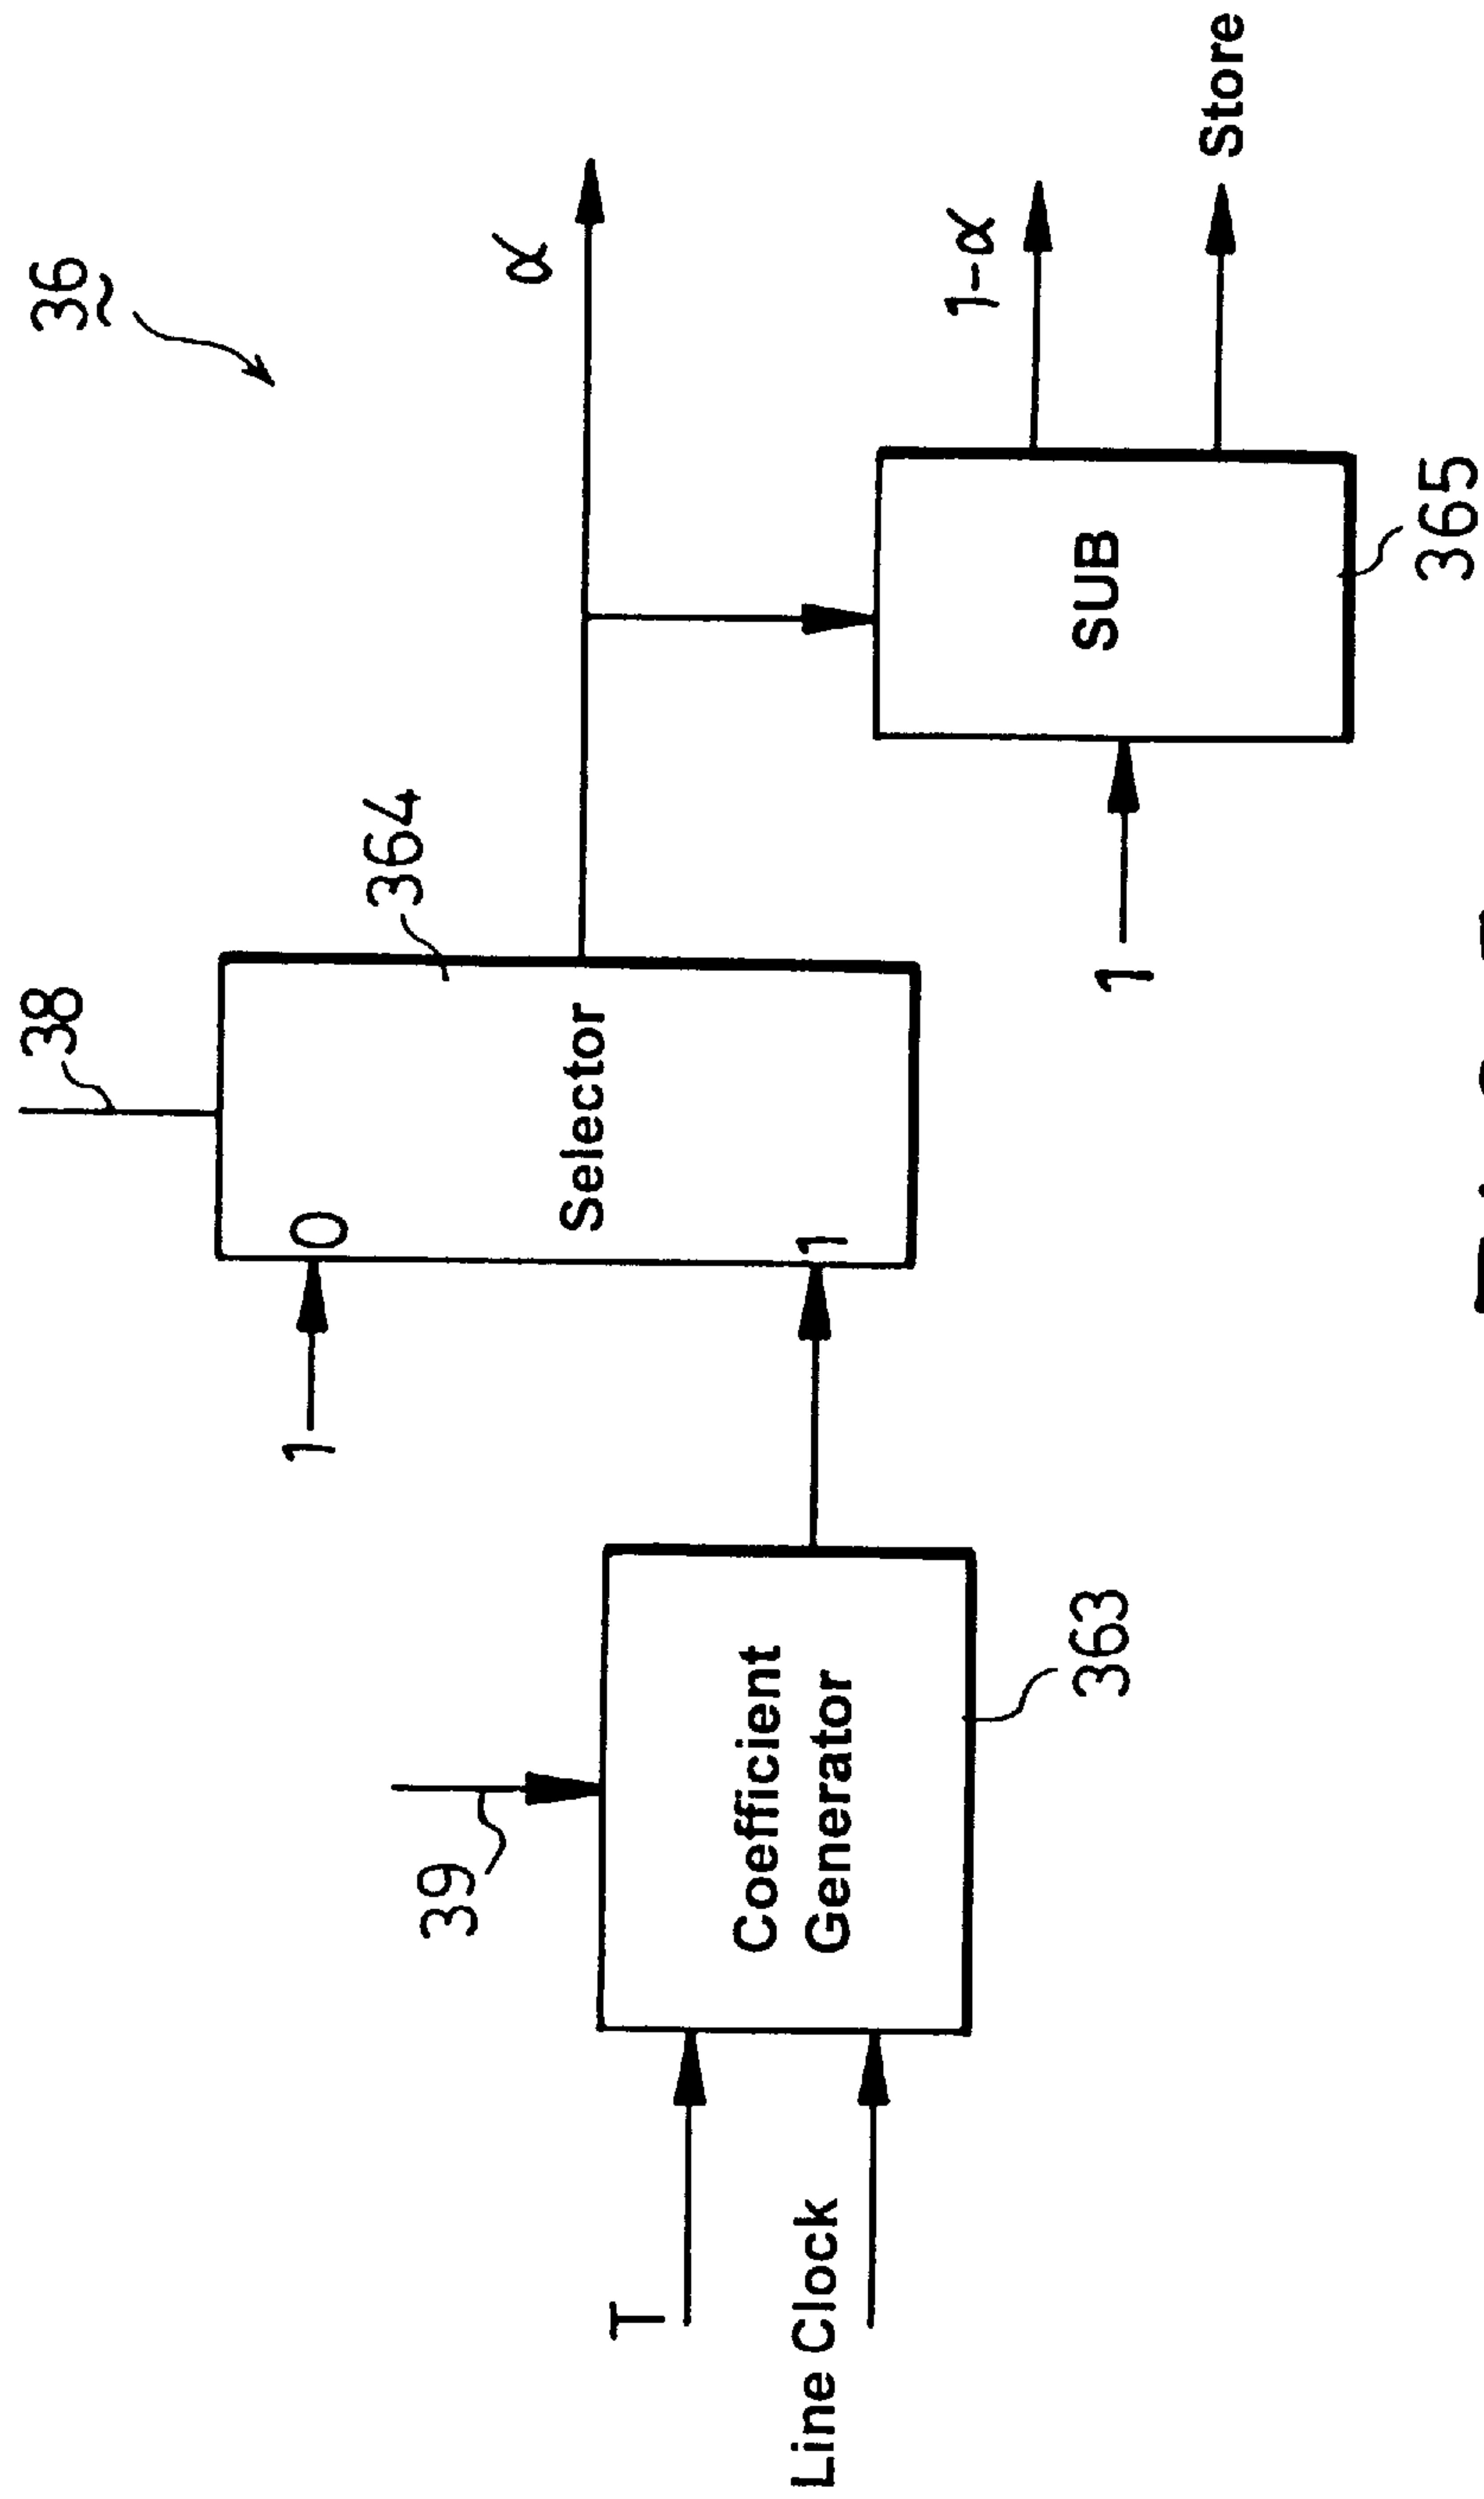 36
38
364
α
1
0
Selector
1
39
Coefficient
Generator
363
T
Line Clock
1
SUB
365
1-α
Store